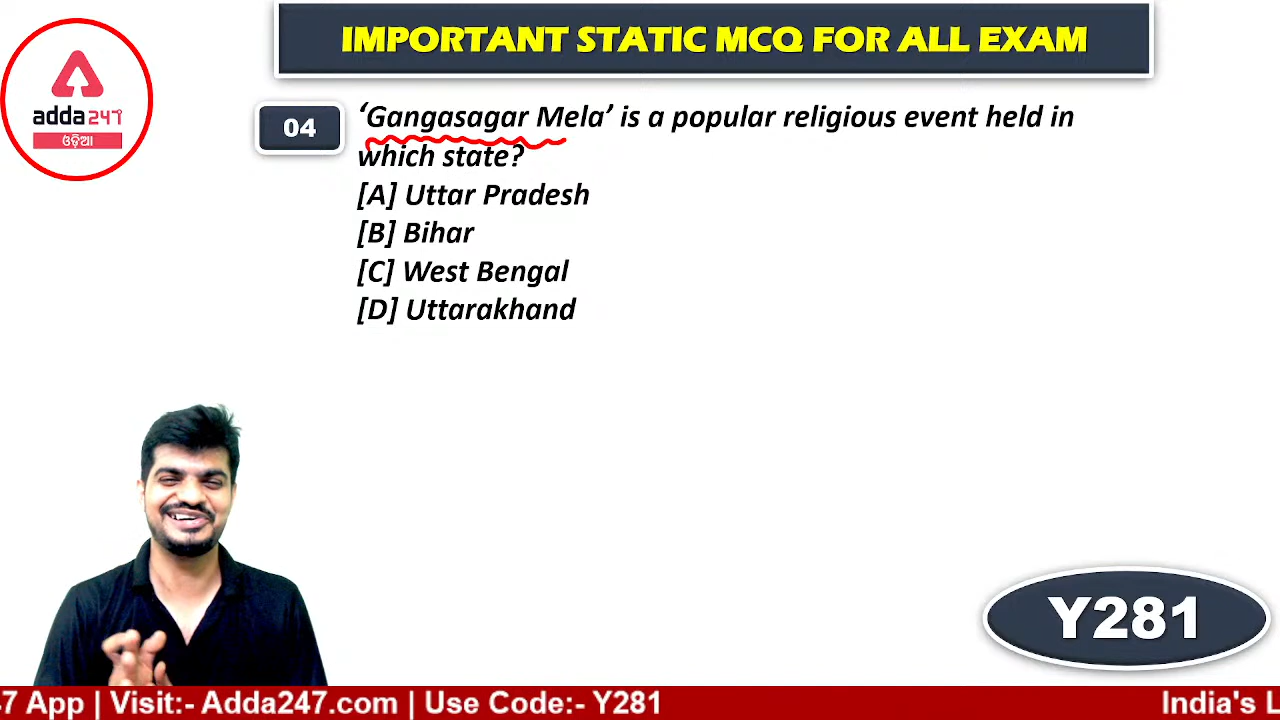 IMPORTANT STATIC MCQ FOR ALL EXAM
adda247
ଓଡ଼ିଆ
04
‘Gangasagar Mela’ is a popular religious event held in
which state?
[A] Uttar Pradesh
[B] Bihar
[C] West Bengal
[D] Uttarakhand
Y281
7 App | Visit:- Adda247.com | Use Code:- Y281
India's L